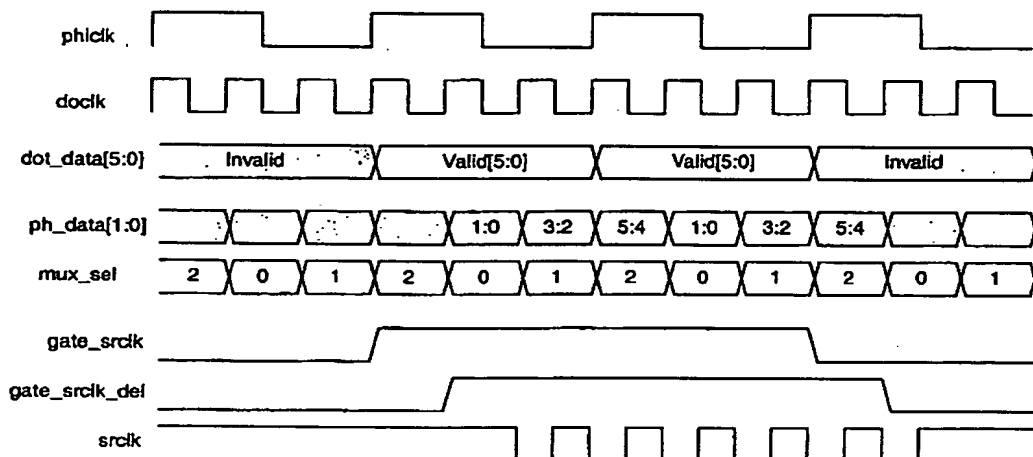 phiclk
doclk
dot_data[5:0] Invalid Valid[5:0] Valid[5:0] Invalid
ph_data[1:0] 1:0 3:2 5:4 1:0 3:2 5:4
mux_sel 2 0 1 2 0 1 2 0 1 2 0 1
gate_srclk
gate_srclk_del
srclk